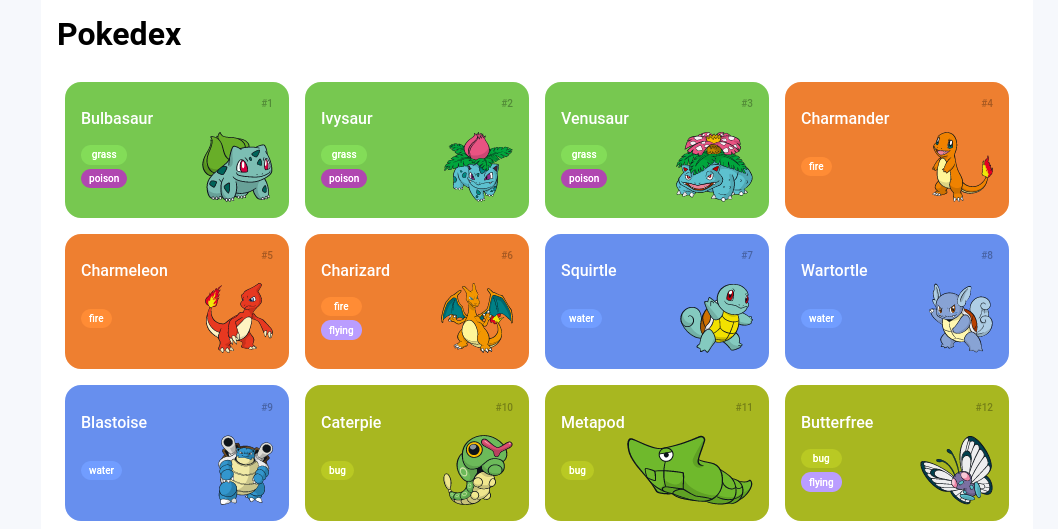 Pokedex
#1
Bulbasaur
grass
poison
#2
Ivysaur
grass
poison
#3
Venusaur
grass
poison
#4
Charmander
fire
#5
Charmeleon
fire
#6
Charizard
fire
flying
#7
Squirtle
water
#8
Wartortle
water
#9
Blastoise
water
#10
Caterpie
bug
#11
Metapod
bug
#12
Butterfree
bug
flying